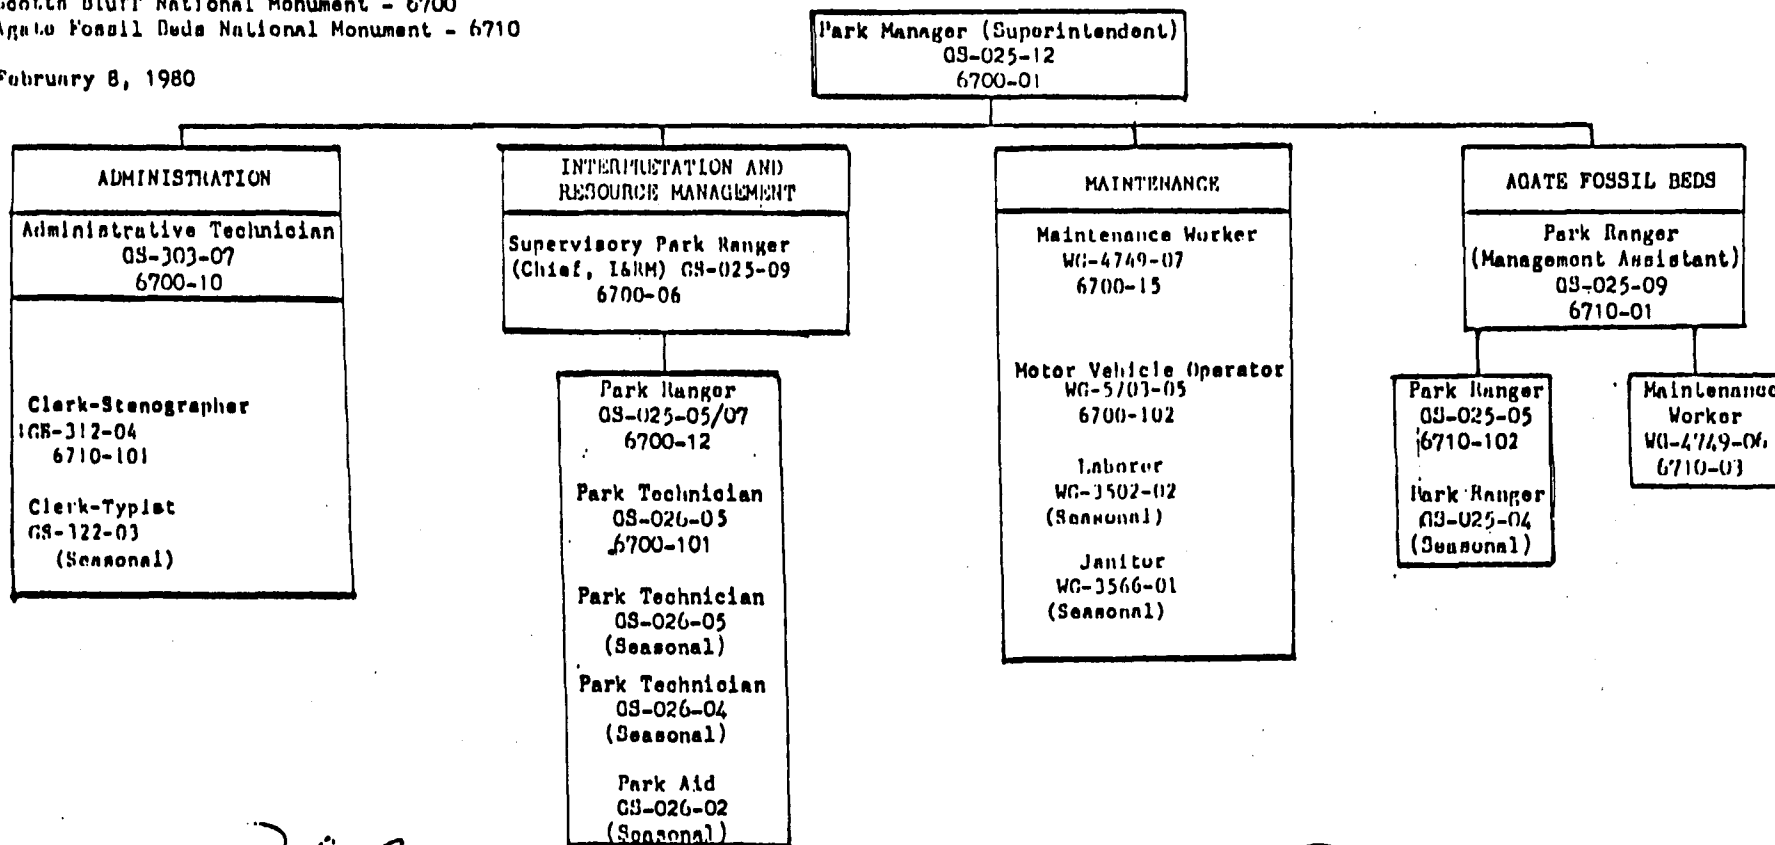 Scotts Bluff National Monument - 6700
Agate Fossil Beds National Monument - 6710
February 8, 1980
Park Manager (Superintendent)
GS-025-12
6700-01
ADMINISTRATION
Administrative Technician
GS-303-07
6700-10
Clerk-Stenographer
GS-312-04
6710-101
Clerk-Typist
GS-322-03
(Seasonal)
INTERPRETATION AND
RESOURCE MANAGEMENT
Supervisory Park Ranger
(Chief, I&RM) GS-025-09
6700-06
Park Ranger
GS-025-05/07
6700-12
Park Technician
GS-026-05
6700-101
Park Technician
GS-026-05
(Seasonal)
Park Technician
GS-026-04
(Seasonal)
Park Aid
GS-026-02
(Seasonal)
MAINTENANCE
Maintenance Worker
WG-4749-07
6700-15
Motor Vehicle Operator
WG-5703-05
6700-102
Laborer
WG-3502-02
(Seasonal)
Janitor
WG-3566-01
(Seasonal)
AGATE FOSSIL BEDS
Park Ranger
(Management Assistant)
GS-025-09
6710-01
Park Ranger
GS-025-05
6710-102
Park Ranger
GS-025-04
(Seasonal)
Maintenance
Worker
WG-4749-06
6710-03